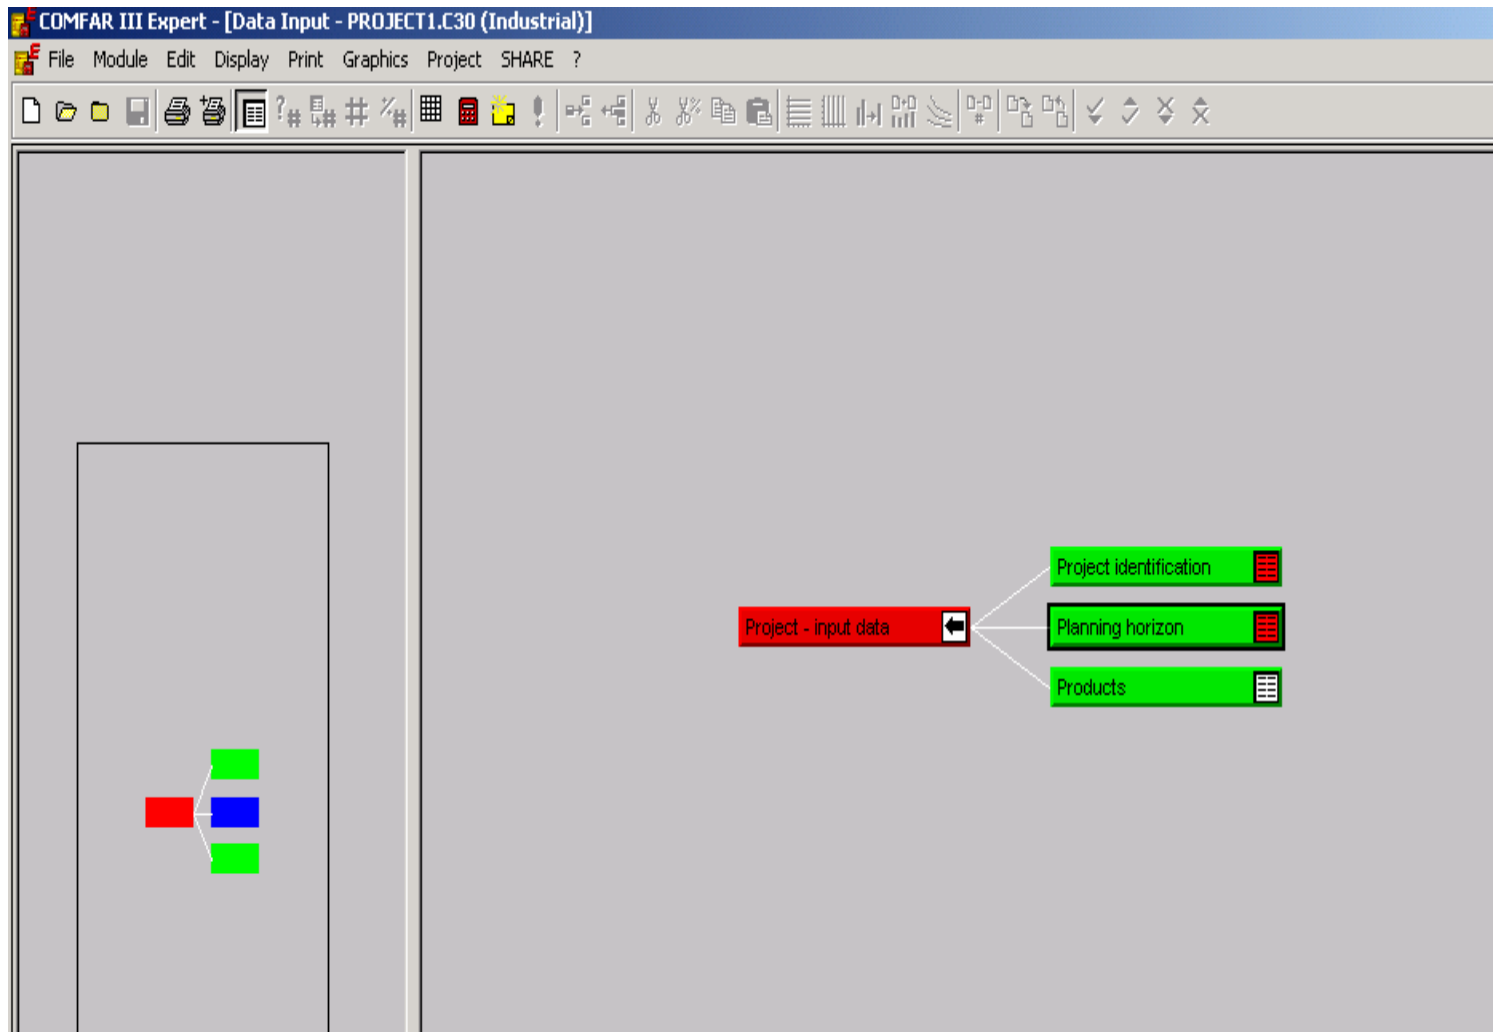 COMFAR III Expert - [Data Input - PROJECT1.C30 (Industrial)]
File Module Edit Display Print Graphics Project SHARE ?
Project identification
Project - input data
Planning horizon
Products